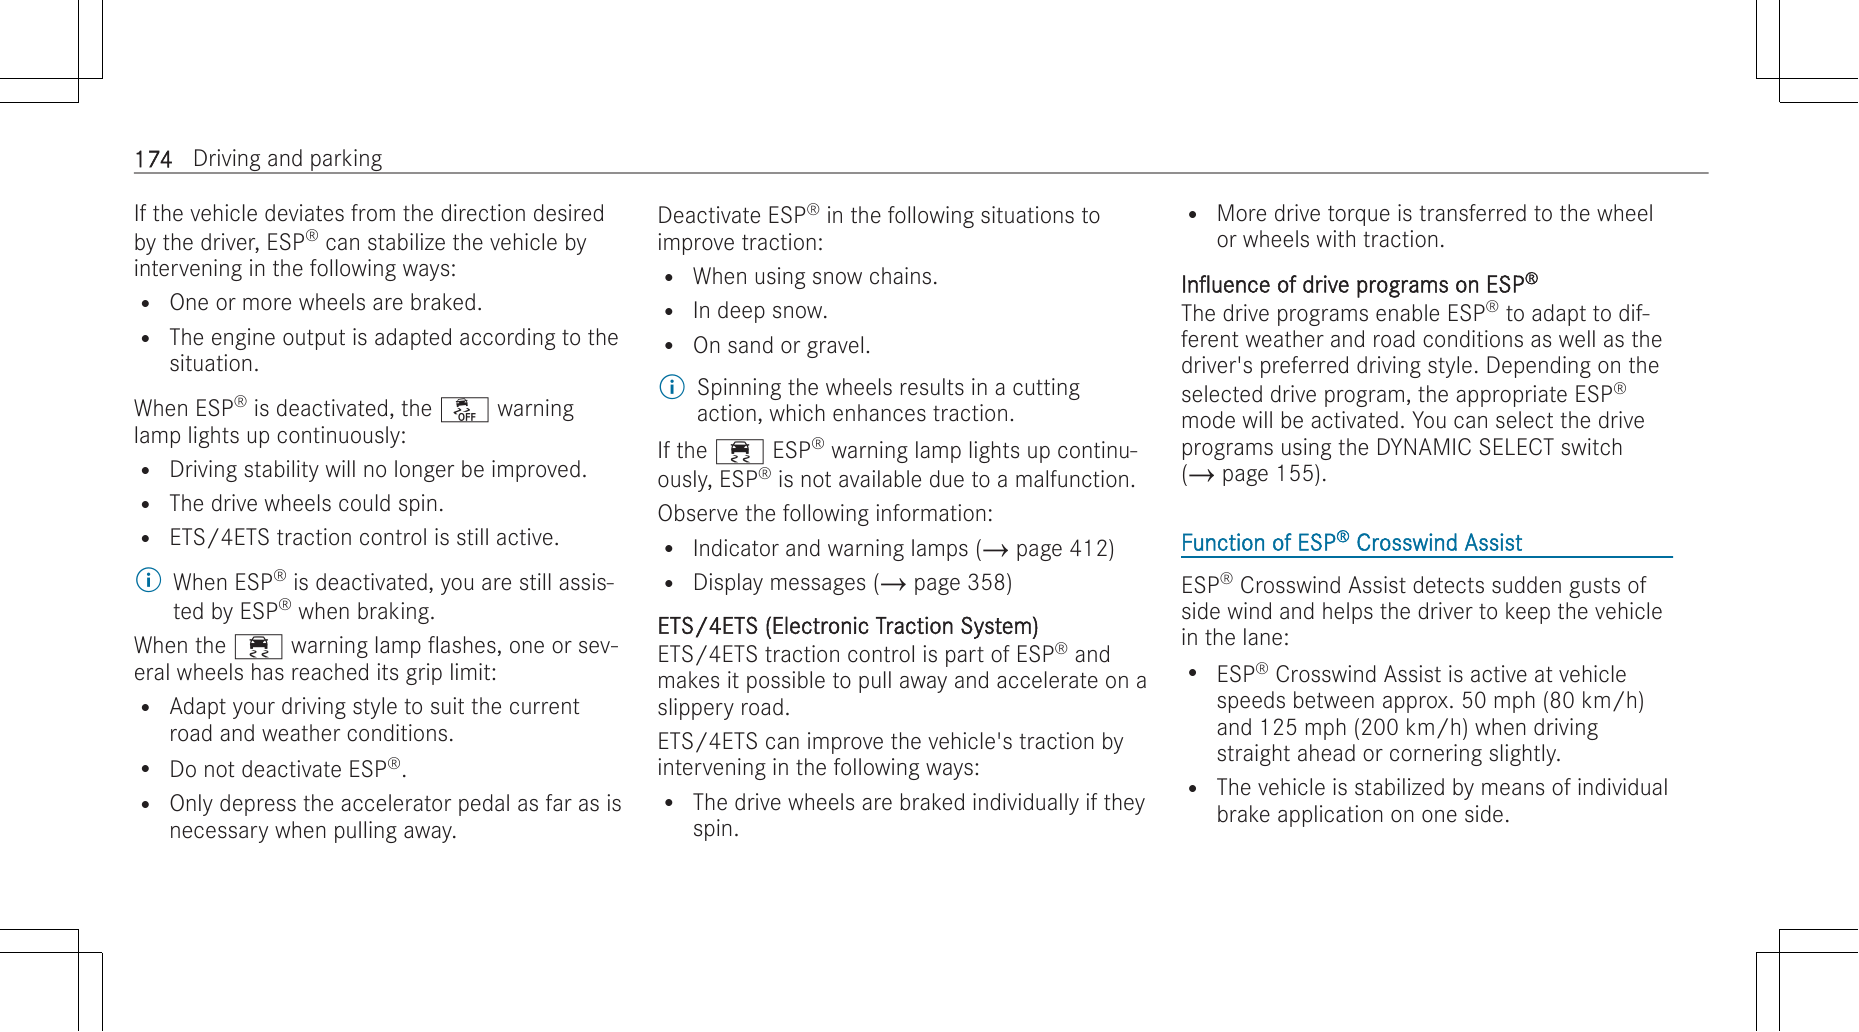 174 Driving and parking
If the vehicle deviates from the direction desired
by the driver, ESP® can stabilize the vehicle by
intervening in the following ways:
• One or more wheels are braked.
• The engine output is adapted according to the
situation.
When ESP® is deactivated, the OFF warning
lamp lights up continuously:
• Driving stability will no longer be improved.
• The drive wheels could spin.
• ETS/4ETS traction control is still active.
i When ESP® is deactivated, you are still assis-
ted by ESP® when braking.
When the warning lamp flashes, one or sev-
eral wheels has reached its grip limit:
• Adapt your driving style to suit the current
road and weather conditions.
• Do not deactivate ESP®.
• Only depress the accelerator pedal as far as is
necessary when pulling away.
Deactivate ESP® in the following situations to
improve traction:
• When using snow chains.
• In deep snow.
• On sand or gravel.
i Spinning the wheels results in a cutting
action, which enhances traction.
If the ESP® warning lamp lights up continu-
ously, ESP® is not available due to a malfunction.
Observe the following information:
• Indicator and warning lamps (→ page 412)
• Display messages (→ page 358)
ETS/4ETS (Electronic Traction System)
ETS/4ETS traction control is part of ESP® and
makes it possible to pull away and accelerate on a
slippery road.
ETS/4ETS can improve the vehicle's traction by
intervening in the following ways:
• The drive wheels are braked individually if they
spin.
• More drive torque is transferred to the wheel
or wheels with traction.
Influence of drive programs on ESP®
The drive programs enable ESP® to adapt to dif-
ferent weather and road conditions as well as the
driver's preferred driving style. Depending on the
selected drive program, the appropriate ESP®
mode will be activated. You can select the drive
programs using the DYNAMIC SELECT switch
(→ page 155).
Function of ESP® Crosswind Assist
ESP® Crosswind Assist detects sudden gusts of
side wind and helps the driver to keep the vehicle
in the lane:
• ESP® Crosswind Assist is active at vehicle
speeds between approx. 50 mph (80 km/h)
and 125 mph (200 km/h) when driving
straight ahead or cornering slightly.
• The vehicle is stabilized by means of individual
brake application on one side.